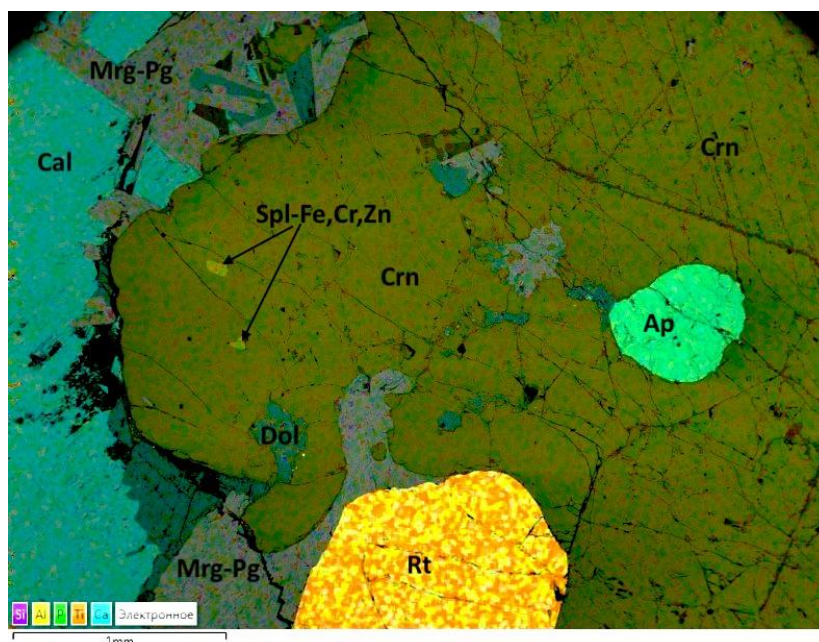 Mrg-Pg
Cal
Crn
Spl-Fe,Cr,Zn
Crn
Ap
Dol
Mrg-Pg
Rt
Si Al P Ti Ca Электронное
1mm